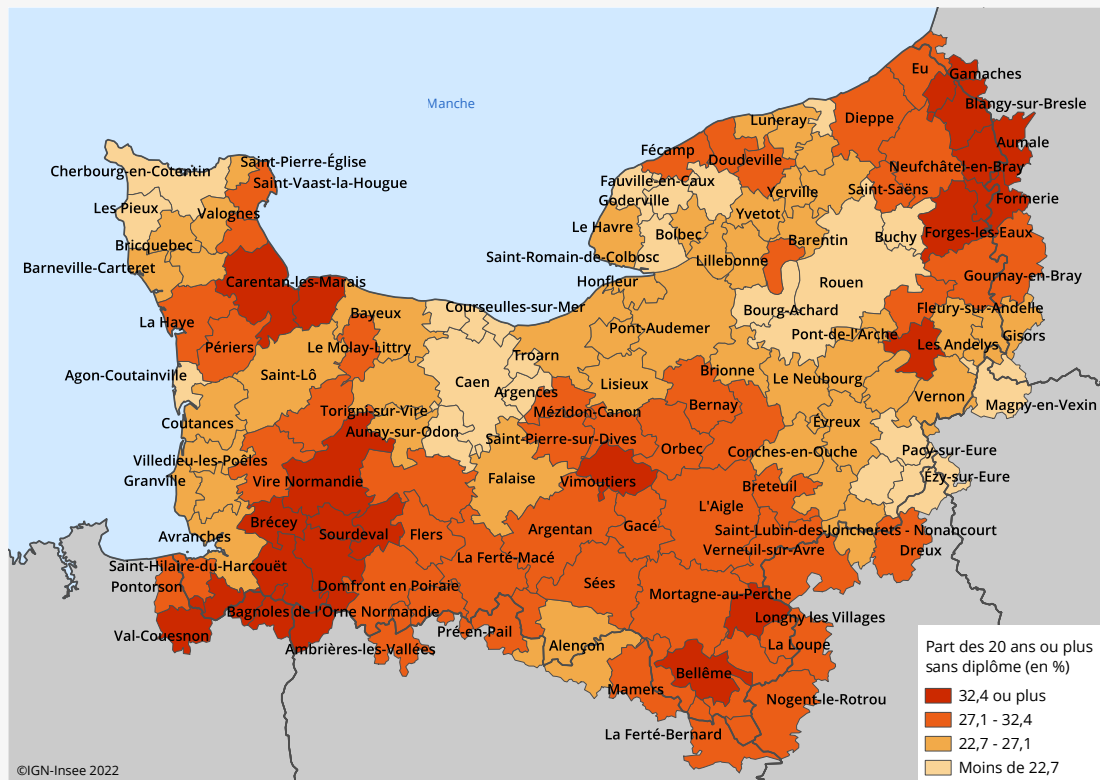 Eu
Gamaches
Manche
Blangy-sur-Bresle
Luneray
Dieppe
Aumale
Fécamp
Doudeville
Neufchâtel-en-Bray
Saint-Pierre-Église
Cherbourg-en-Cotentin
Saint-Vaast-la-Hougue
Fauville-en-Caux
Yerville
Saint-Saëns
Goderville
Formerie
Les Pieux
Valognes
Yvetot
Le Havre
Bolbec
Barentin
Buchy
Forges-les-Eaux
Bricquebec
Saint-Romain-de-Colbosc
Lillebonne
Barneville-Carteret
Gournay-en-Bray
Carentan-les-Marais
Honfleur
Rouen
Courseulles-sur-Mer
Bourg-Achard
Fleury-sur-Andelle
La Haye
Bayeux
Pont-Audemer
Pont-de-l'Arche
Gisors
Périers
Le Molay-Littry
Les Andelys
Troarn
Agon-Coutainville
Saint-Lô
Caen
Lisieux
Brionne
Le Neubourg
Argences
Vernon
Bernay
Magny-en-Vexin
Torigni-sur-Vire
Mézidon-Canon
Coutances
Évreux
Aunay-sur-Odon
Saint-Pierre-sur-Dives
Orbec
Conches-en-Ouche
Pacy-sur-Eure
Villedieu-les-Poêles
Granville
Vire Normandie
Falaise
Vimoutiers
Breteuil
Ézy-sur-Eure
L'Aigle
Brécey
Sourdeval
Flers
Argentan
Gacé
Saint-Lubin-des-Joncherets - Nonancourt
Avranches
Verneuil-sur-Avre
Dreux
La Ferté-Macé
Saint-Hilaire-du-Harcouët
Pontorson
Domfront en Poiraie
Sées
Mortagne-au-Perche
Bagnoles de l'Orne Normandie
Longny les Villages
Val-Couesnon
Pré-en-Pail
Ambrières-les-Vallées
Alençon
La Loupe
Bellême
Mamers
Nogent-le-Rotrou
La Ferté-Bernard
Part des 20 ans ou plus
sans diplôme (en %)
32,4 ou plus
27,1 - 32,4
22,7 - 27,1
Moins de 22,7
©IGN-Insee 2022